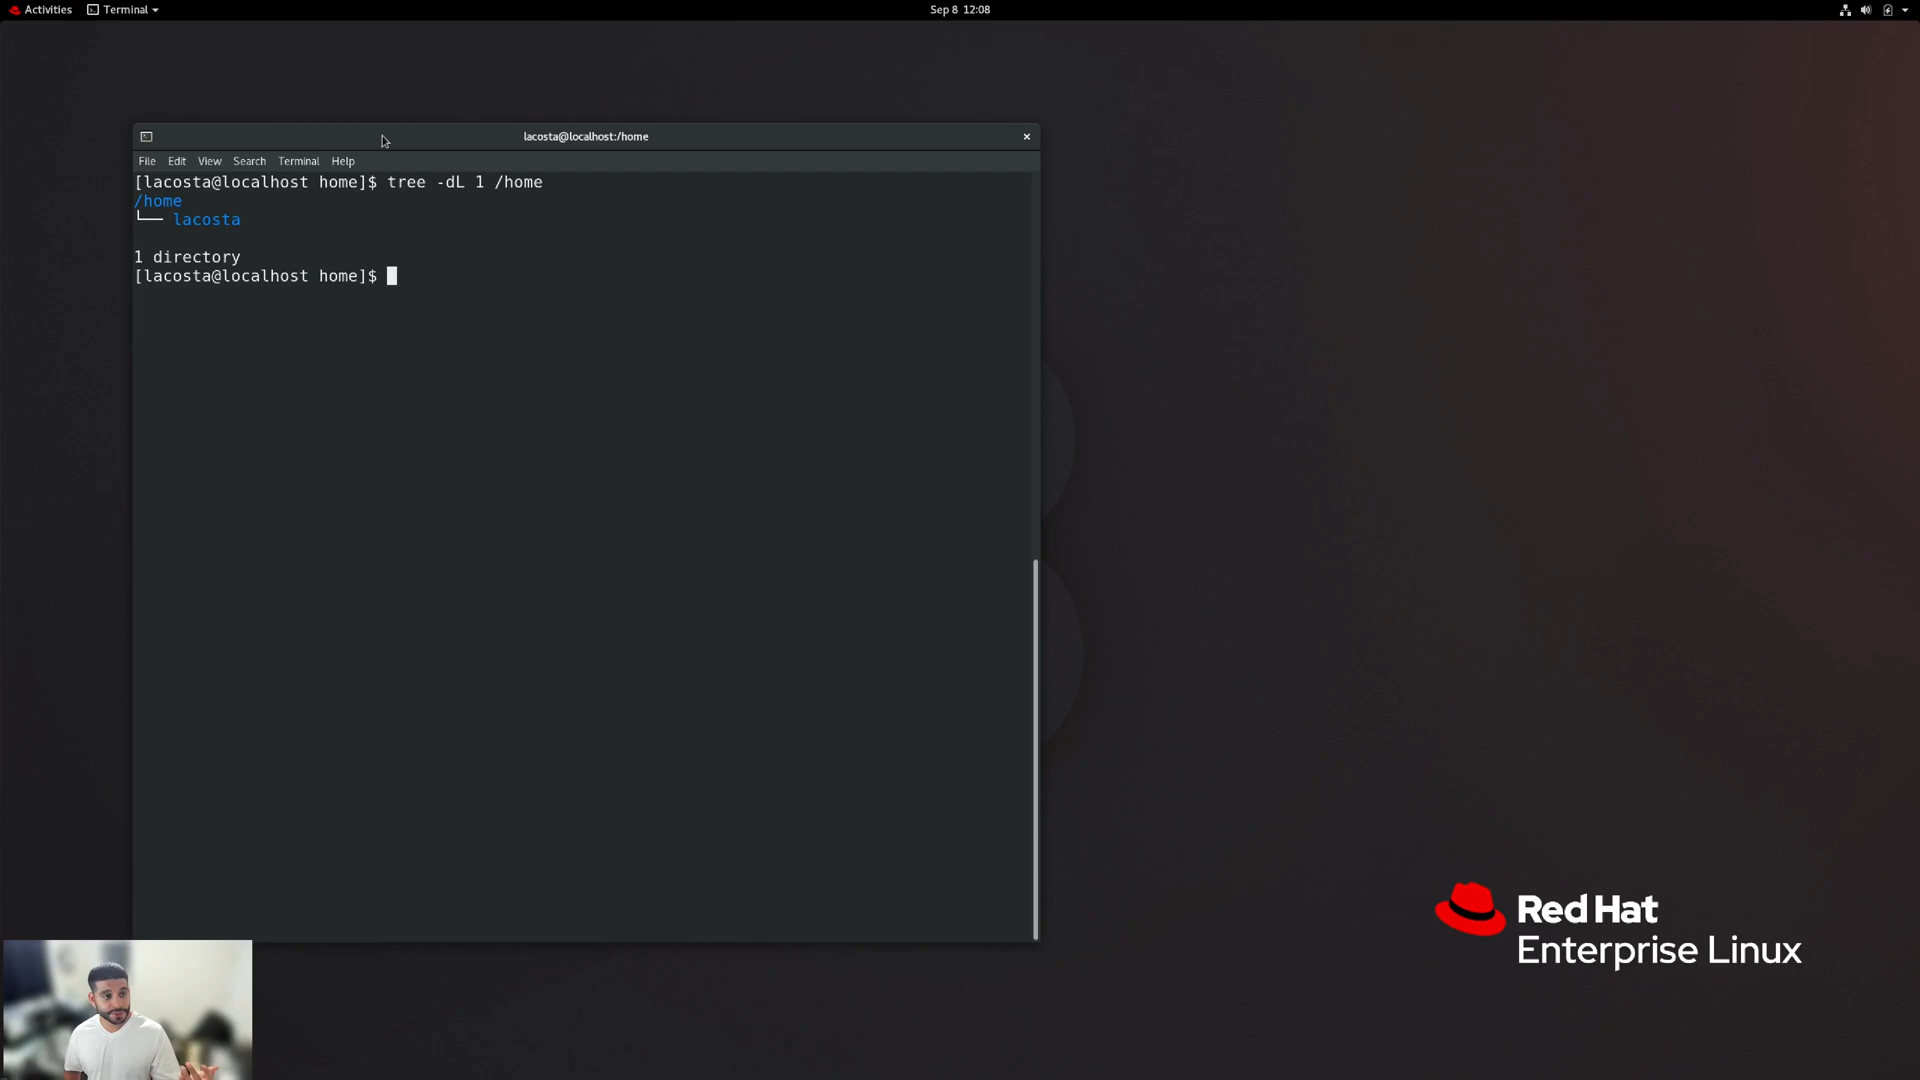 Activities Terminal Sep 8 12:08
lacosta@localhost:/home
File Edit View Search Terminal Help
[lacosta@localhost home]$ tree -dL 1 /home
/home
└── lacosta
1 directory
[lacosta@localhost home]$
Red Hat
Enterprise Linux